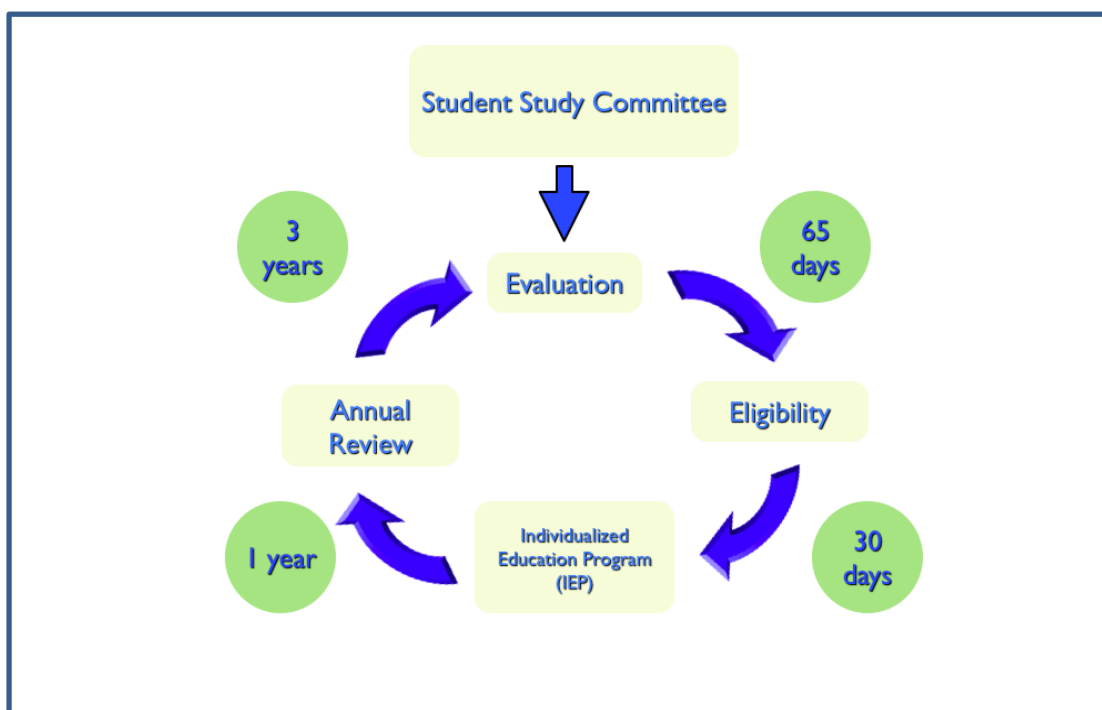 Student Study Committee
3
years
65
days
Evaluation
Annual
Review
Eligibility
1 year
Individualized
Education Program
(IEP)
30
days